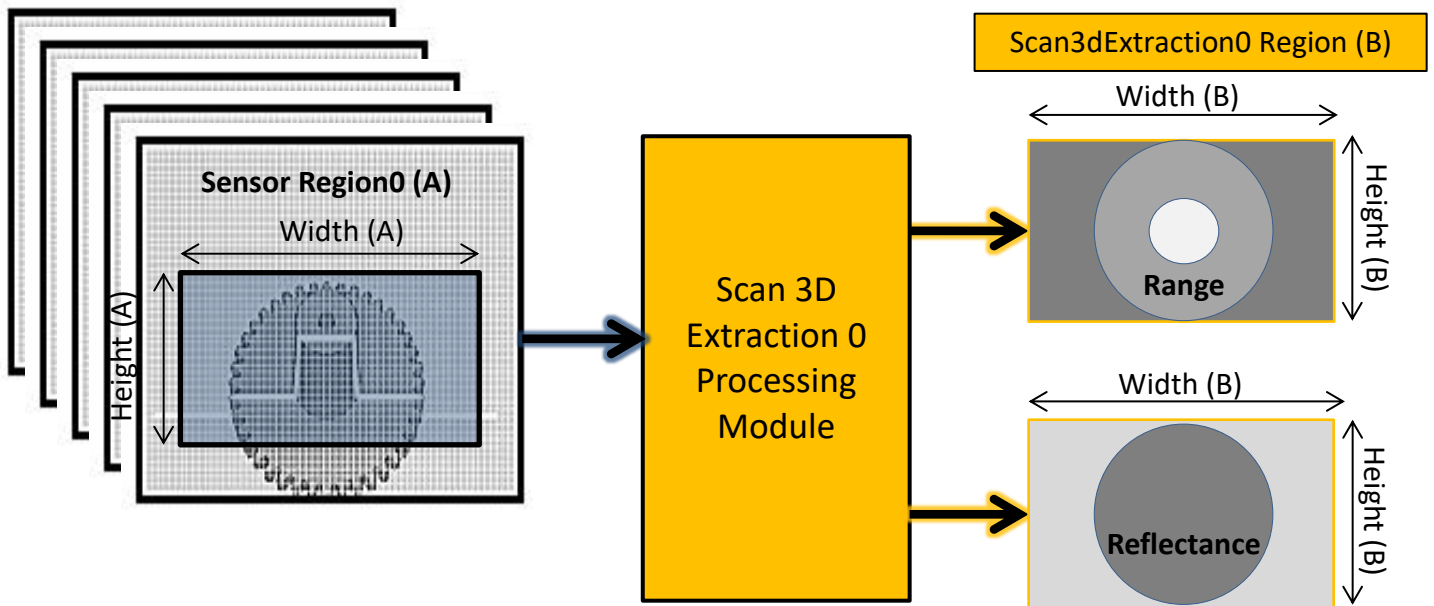 Scan3dExtraction0 Region (B)
Sensor Region0 (A)
Width (A)
Height (A)
Scan 3D
Extraction 0
Processing
Module
Width (B)
Height (B)
Range
Width (B)
Height (B)
Reflectance